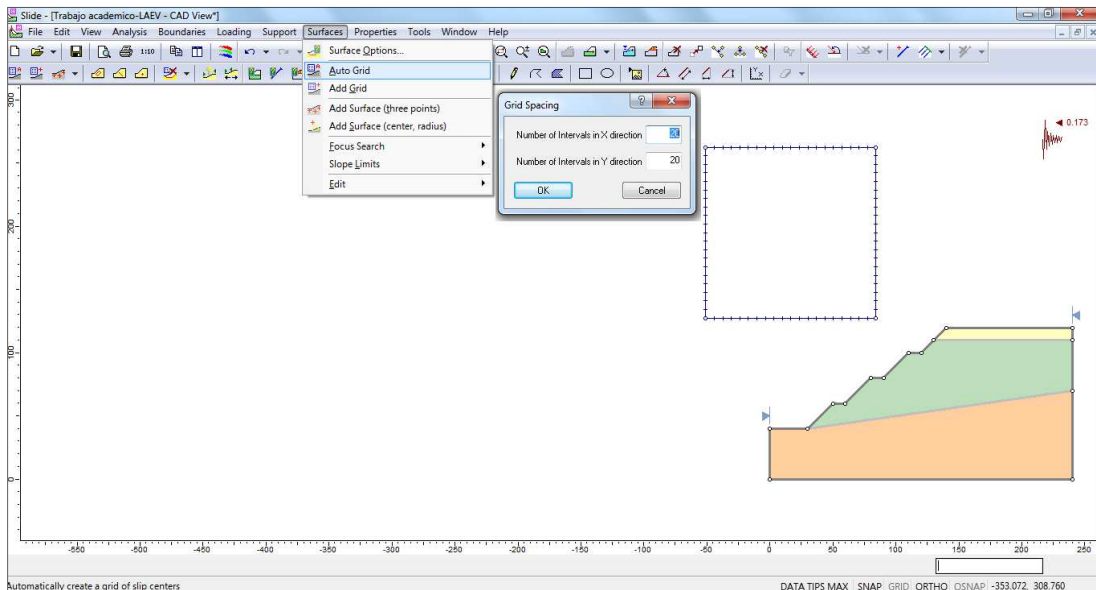 Slide - [Trabajo academico-LAEV - CAD View*]
File Edit View Analysis Boundaries Loading Support Surfaces Properties Tools Window Help
1:10
Surface Options...
Auto Grid
Add Grid
Add Surface (three points)
Add Surface (center, radius)
Focus Search
Slope Limits
Edit
Grid Spacing
Number of Intervals in X direction 20
Number of Intervals in Y direction 20
OK Cancel
0.173
300
200
100
0
-550 -500 -450 -400 -350 -300 -250 -200 -150 -100 -50 0 50 100 150 200 250
Automatically create a grid of slip centers
DATA TIPS MAX SNAP GRID ORTHO OSNAP -353.072, 308.760